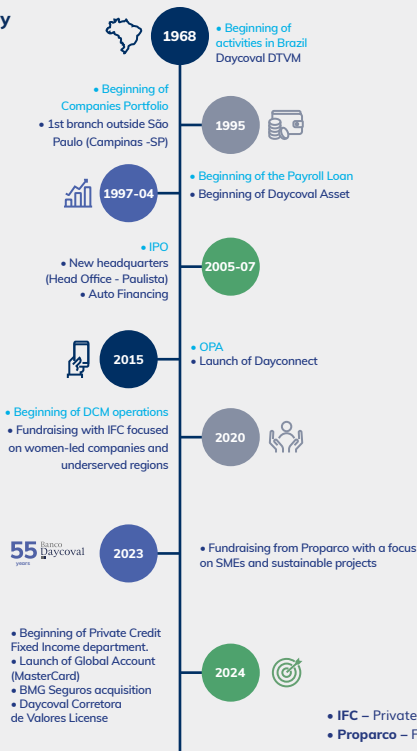 y
1968
• Beginning of
activities in Brazil
Daycoval DTVM
• Beginning of
Companies Portfolio
• 1st branch outside São
Paulo (Campinas -SP)
1995
1997-04
• Beginning of the Payroll Loan
• Beginning of Daycoval Asset
• IPO
• New headquarters
(Head Office - Paulista)
• Auto Financing
2005-07
2015
• OPA
• Launch of Dayconnect
• Beginning of DCM operations
• Fundraising with IFC focused
on women-led companies and
underserved regions
2020
55 years
Banco
Daycoval
2023
• Fundraising from Proparco with a focus
on SMEs and sustainable projects
• Beginning of Private Credit
Fixed Income department.
• Launch of Global Account
(MasterCard)
• BMG Seguros acquisition
• Daycoval Corretora
de Valores License
2024
• IFC – Private
• Proparco – F